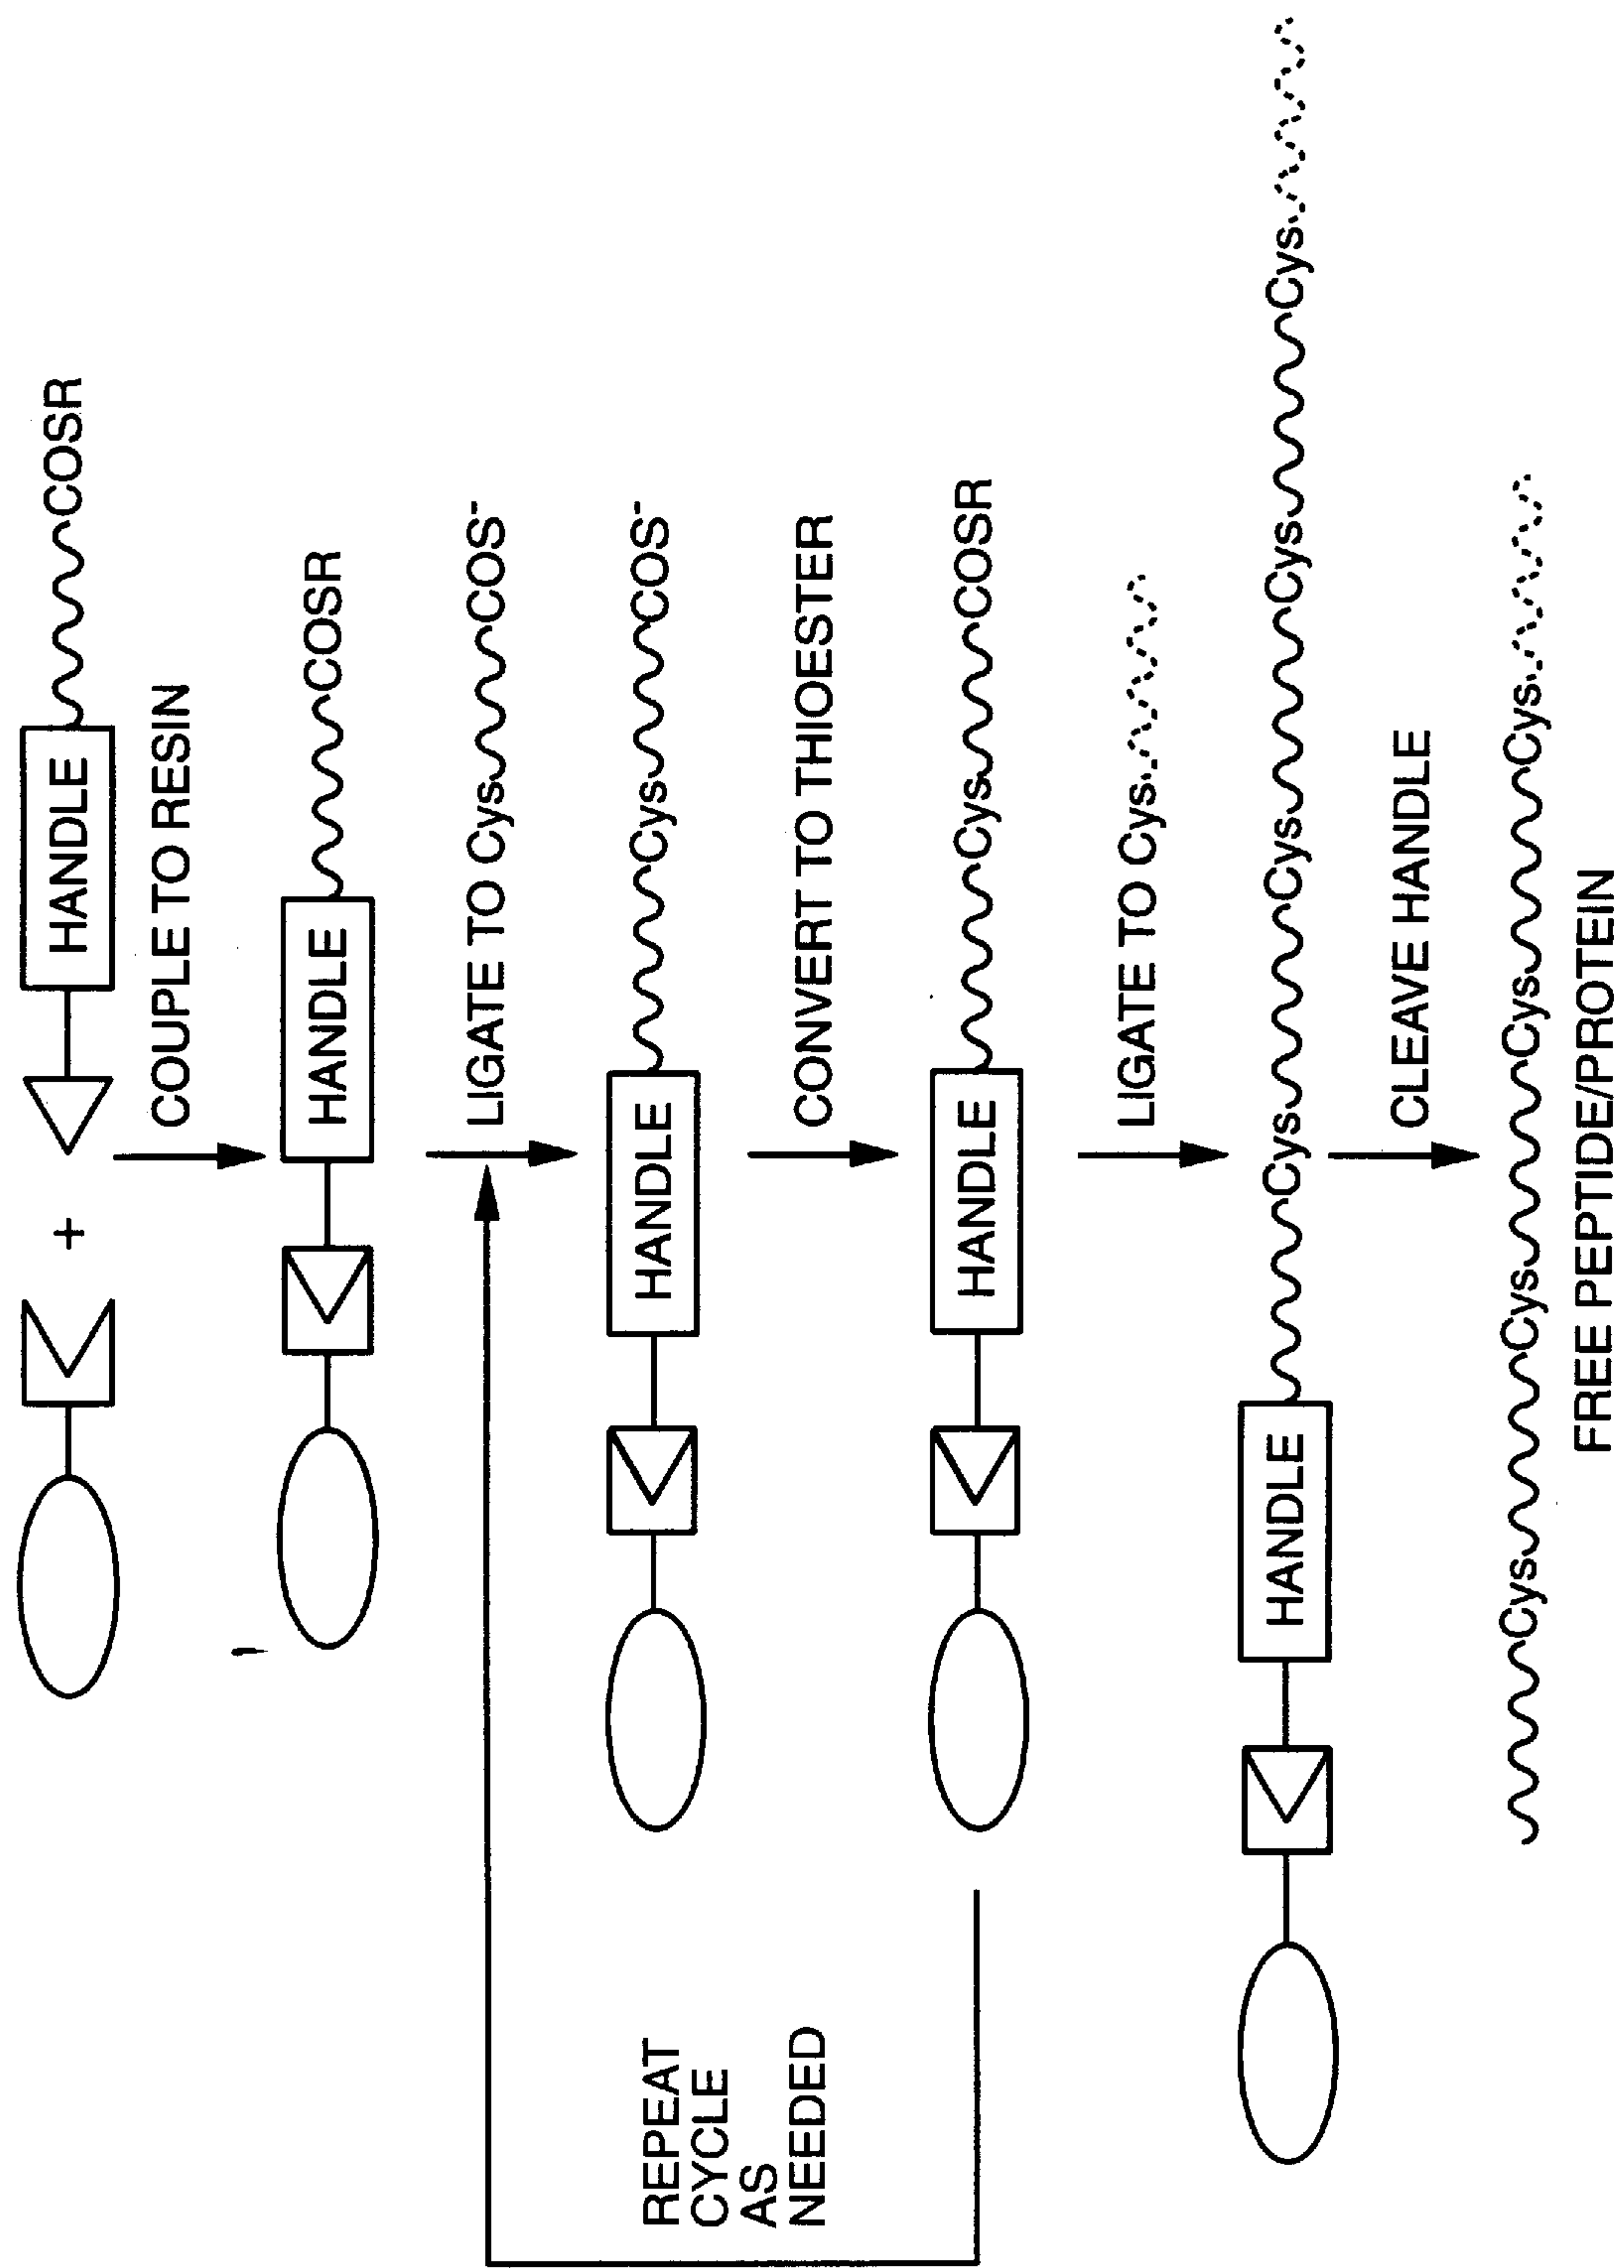 +
HANDLE
COSR
COUPLE TO RESIN
HANDLE
COSR
LIGATE TO Cys COS-
HANDLE
Cys COS-
CONVERT TO THIOESTER
HANDLE
Cys COSR
REPEAT
CYCLE
AS
NEEDED
LIGATE TO Cys
HANDLE
Cys Cys Cys Cys
CLEAVE HANDLE
Cys Cys Cys Cys
FREE PEPTIDE/PROTEIN